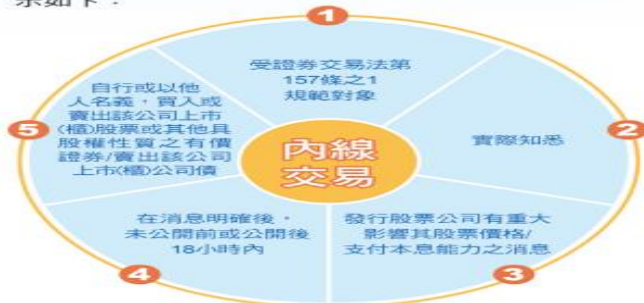 示如下：
1
受證券交易法第
157條之1
規範對象
2
實際知悉
3
發行股票公司有重大
影響其股票價格/
支付本息能力之消息
4
在消息明確後，
未公開前或公開後
18小時內
5
自行或以他
人名義，買入或
賣出該公司上市
(櫃)股票或其他具
股權性質之有價
證券/賣出該公司
上市(櫃)公司債
內線
交易